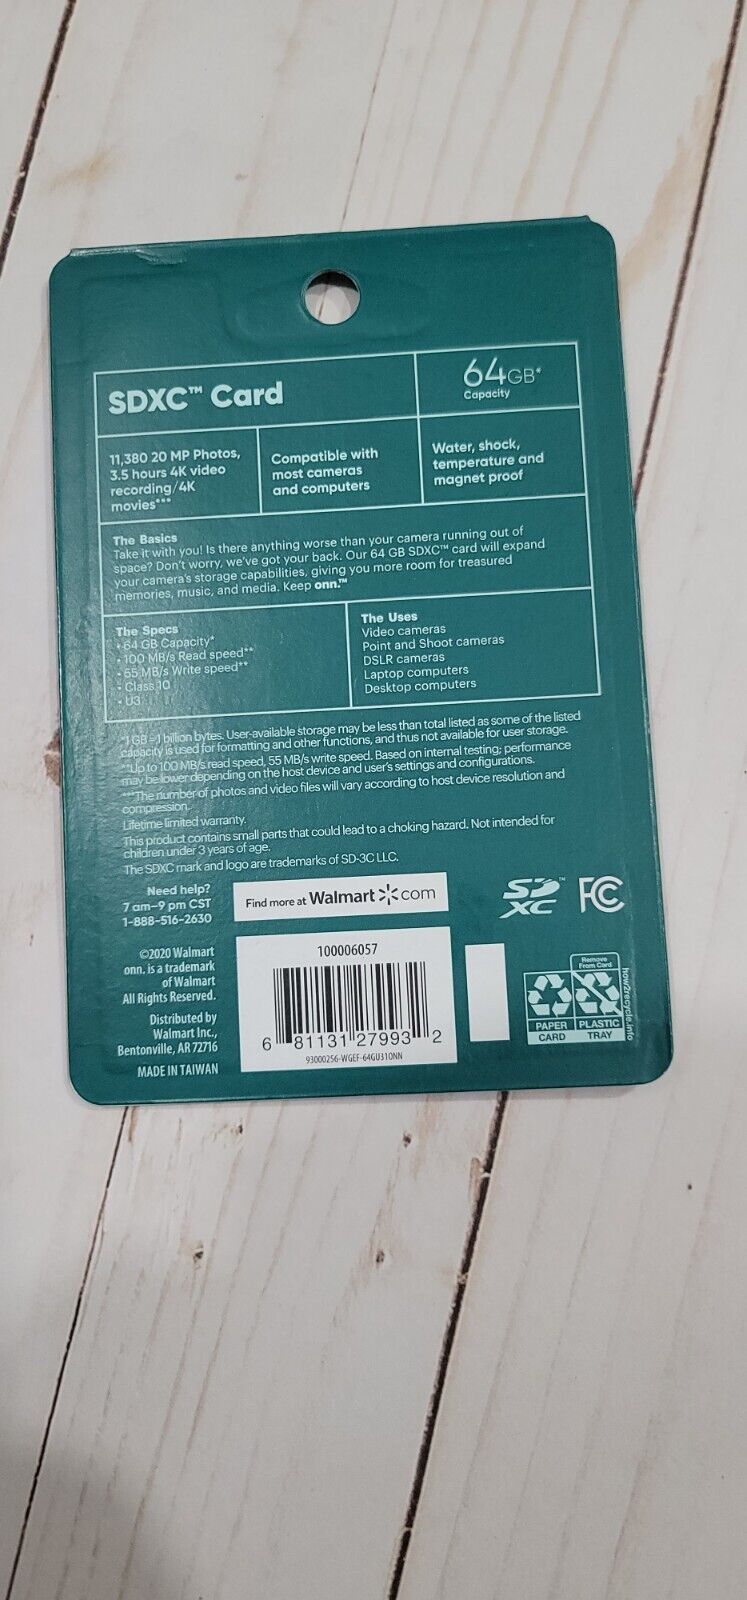 SDXC™ Card
64GB*
Capacity
11,380 20 MP Photos,
3.5 hours 4K video
recording/4K
movies***
Compatible with
most cameras
and computers
Water, shock,
temperature and
magnet proof
The Basics
Take it with you! Is there anything worse than your camera running out of
space? Don't worry, we've got your back. Our 64 GB SDXC™ card will expand
your camera's storage capabilities, giving you more room for treasured
memories, music, and media. Keep onn.™
The Specs
• 64 GB Capacity*
• 100 MB/s Read speed**
• 55 MB/s Write speed**
• Class 10
• U3
The Uses
Video cameras
Point and Shoot cameras
DSLR cameras
Laptop computers
Desktop computers
*1 GB=1 billion bytes. User-available storage may be less than total listed as some of the listed
capacity is used for formatting and other functions, and thus not available for user storage.
**Up to 100 MB/s read speed, 55 MB/s write speed. Based on internal testing; performance
may be lower depending on the host device and user's settings and configurations.
***The number of photos and video files will vary according to host device resolution and
compression.
Lifetime limited warranty.
This product contains small parts that could lead to a choking hazard. Not intended for
children under 3 years of age.
The SDXC mark and logo are trademarks of SD-3C LLC.
Need help?
7 am–9 pm CST
1-888-516-2630
Find more at Walmart com
SD™
XC
FC
©2020 Walmart
onn. is a trademark
of Walmart
All Rights Reserved.
Distributed by
Walmart Inc.,
Bentonville, AR 72716
MADE IN TAIWAN
100006057
6 81131 27993 2
93000256-WGEF-64GU31ONN
Remove
From Card
PAPER
CARD
PLASTIC
TRAY
how2recycle.info